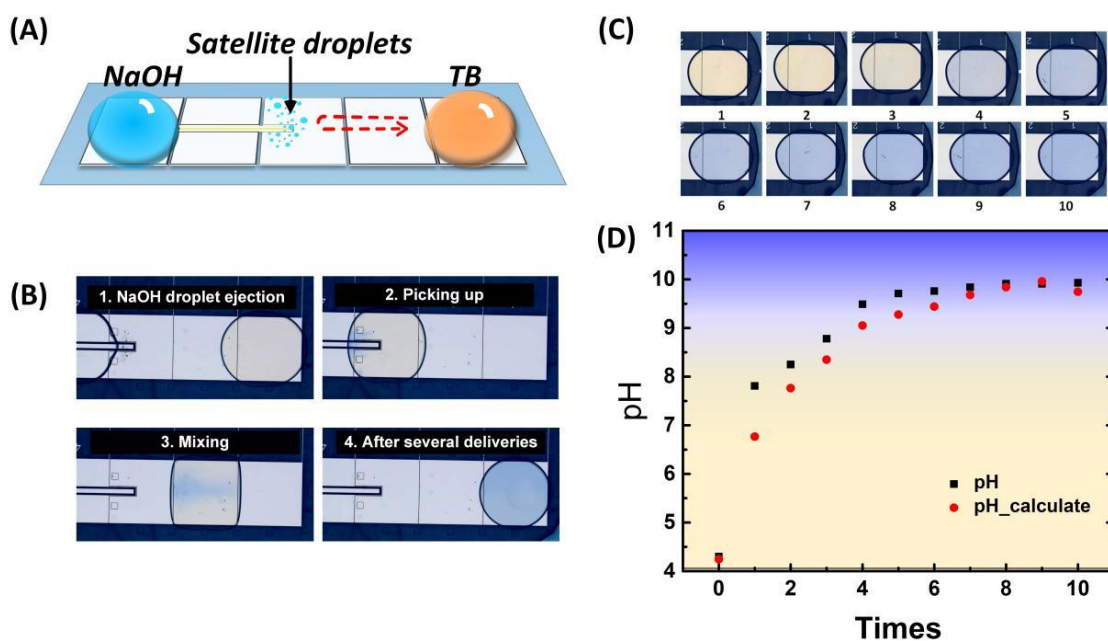 (A)
Satellite droplets
NaOH
TB
(B)
1. NaOH droplet ejection
2. Picking up
3. Mixing
4. After several deliveries
(C)
1
2
3
4
5
6
7
8
9
10
(D)
11
10
9
8
7
6
5
4
pH
pH
pH_calculate
0
2
4
6
8
10
Times